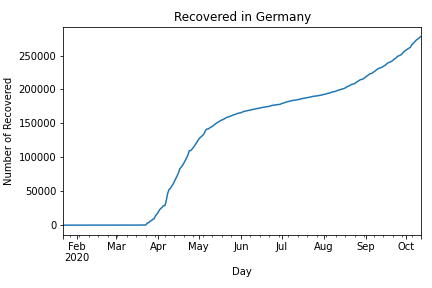 Recovered in Germany
Number of Recovered
250000
200000
150000
100000
50000
0
Feb Mar Apr May Jun Jul Aug Sep Oct
2020
Day